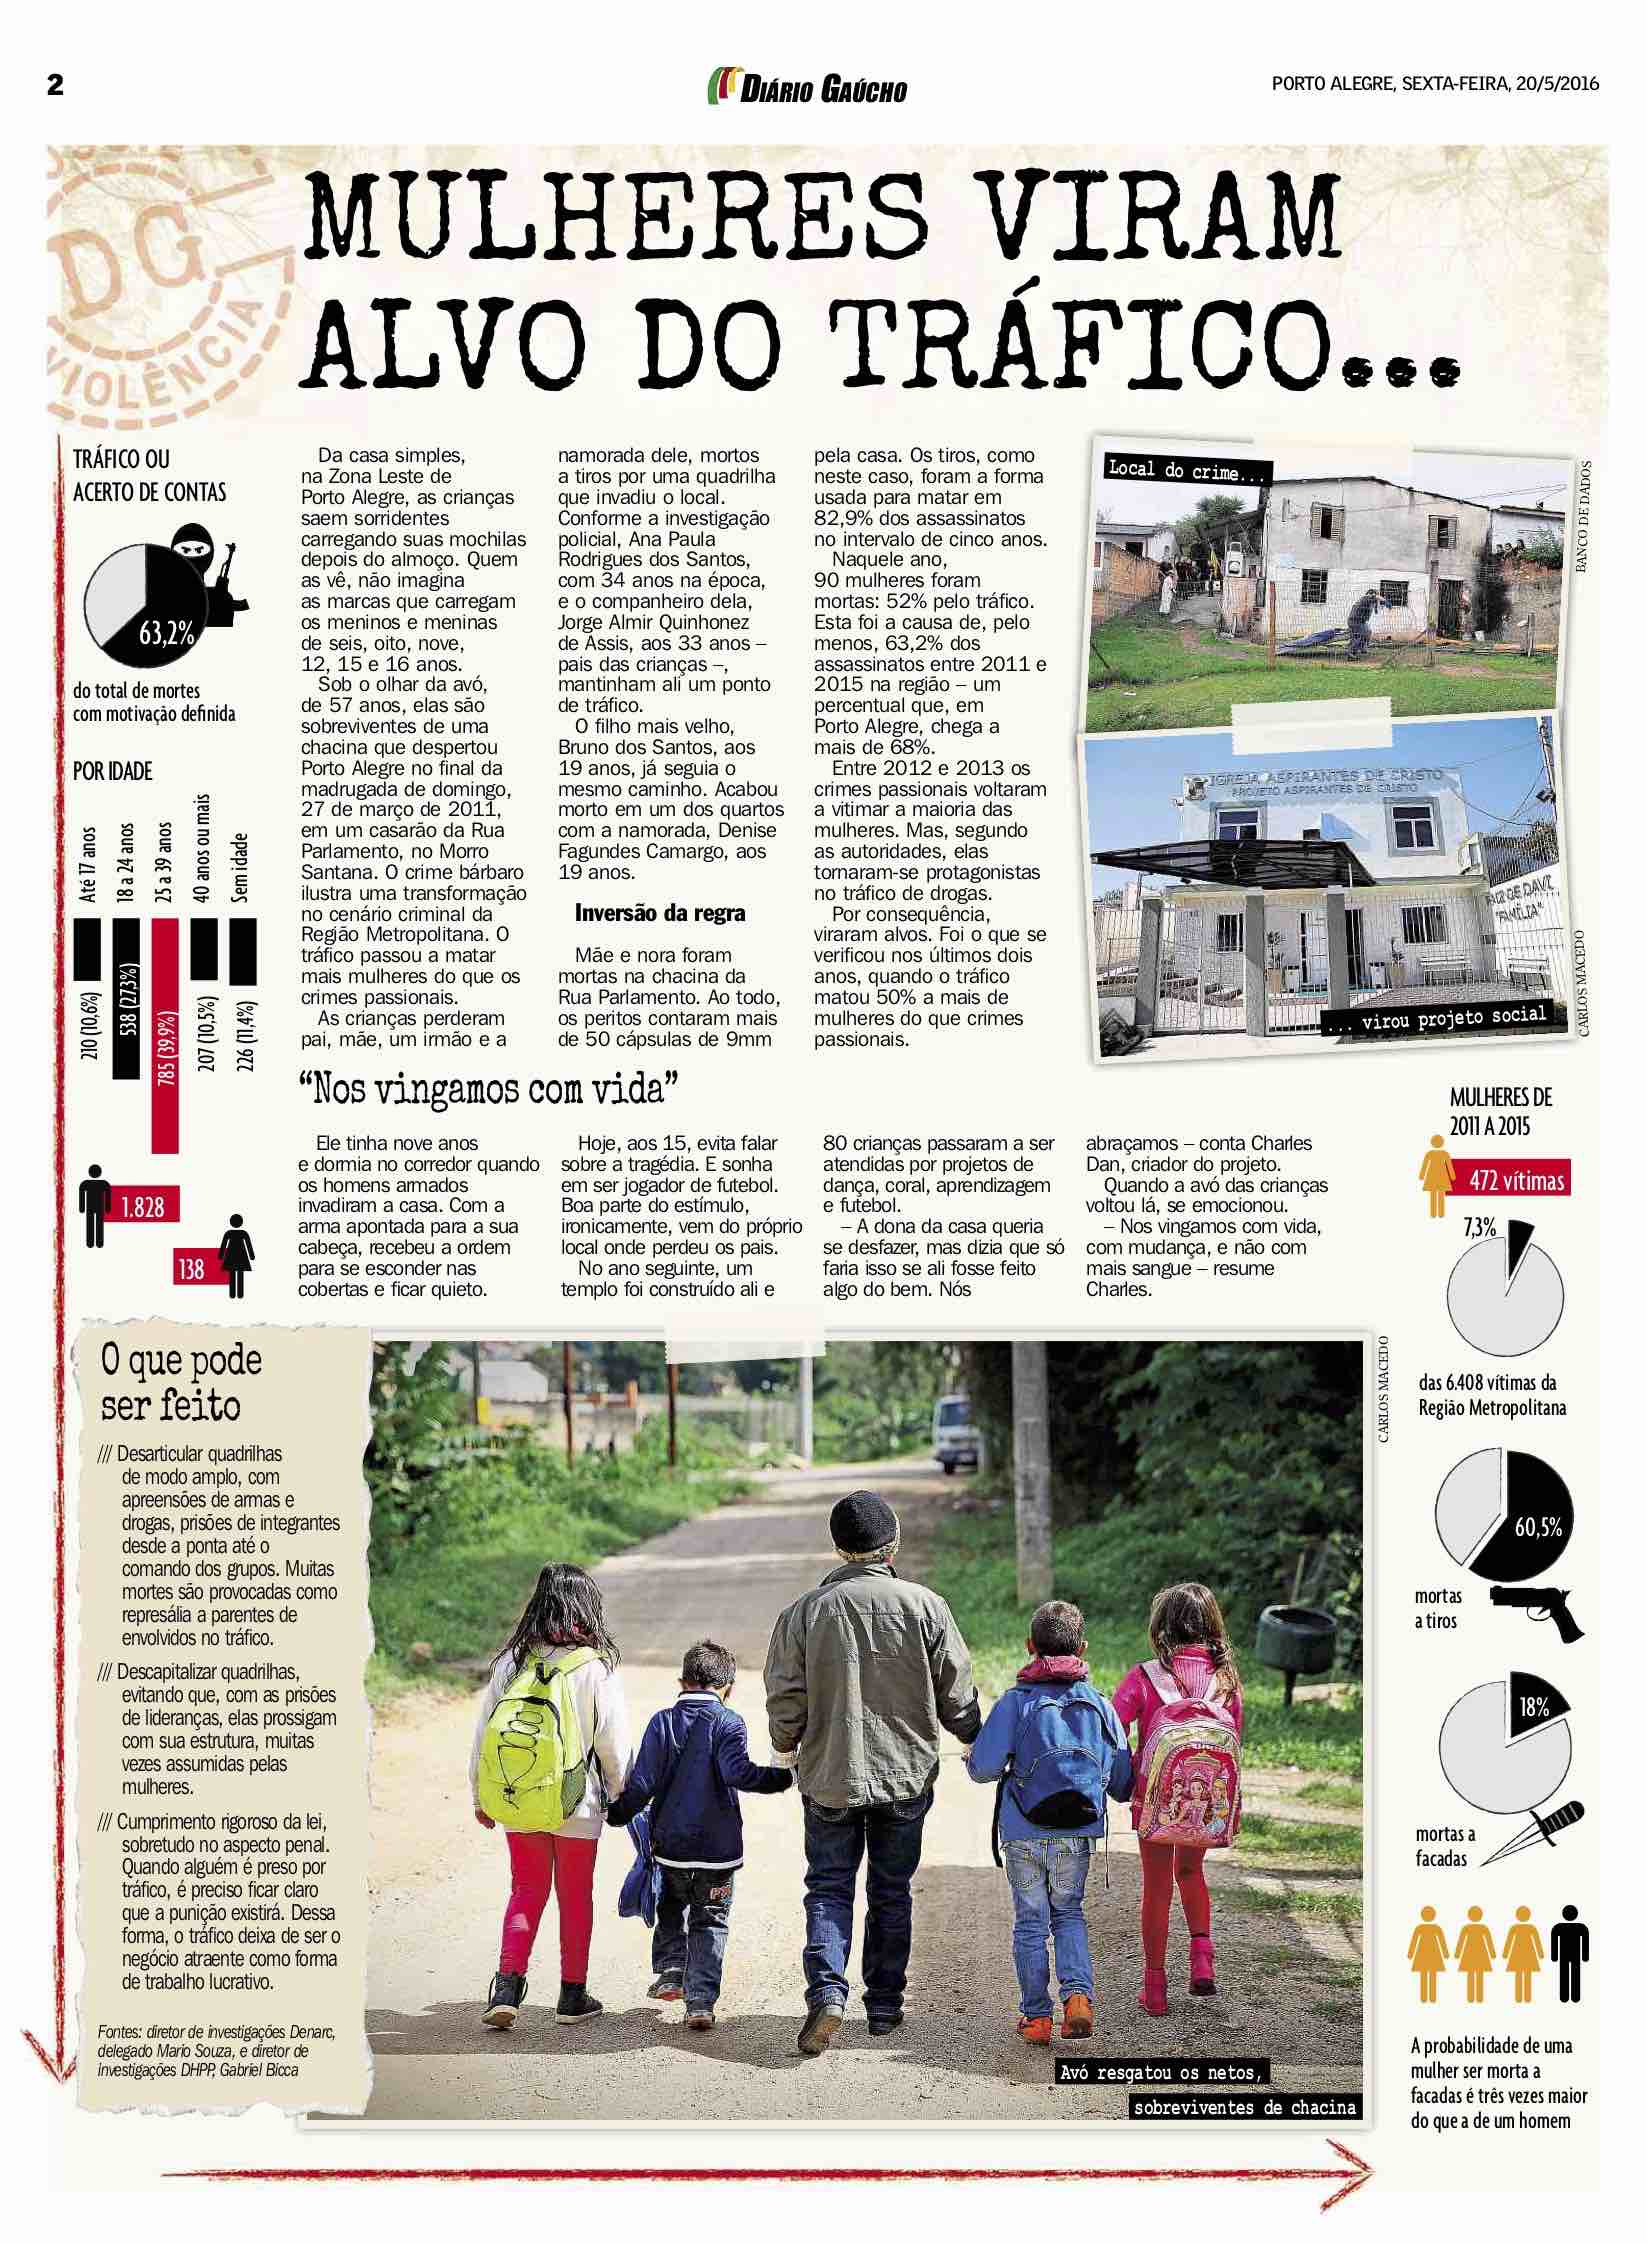 2
DIÁRIO GAÚCHO
PORTO ALEGRE, SEXTA-FEIRA, 20/5/2016
DG
VIOLÊNCIA
MULHERES VIRAM
ALVO DO TRÁFICO...
TRÁFICO OU
ACERTO DE CONTAS
63,2%
do total de mortes
com motivação definida
POR IDADE
Até 17 anos
18 a 24 anos
25 a 39 anos
40 anos ou mais
Sem idade
210 (10,6%)
538 (27,3%)
785 (39,9%)
207 (10,5%)
226 (11,4%)
1.828
138
Da casa simples,
na Zona Leste de
Porto Alegre, as crianças
saem sorridentes
carregando suas mochilas
depois do almoço. Quem
as vê, não imagina
as marcas que carregam
os meninos e meninas
de seis, oito, nove,
12, 15 e 16 anos.
Sob o olhar da avó,
de 57 anos, elas são
sobreviventes de uma
chacina que despertou
Porto Alegre no final da
madrugada de domingo,
27 de março de 2011,
em um casarão da Rua
Parlamento, no Morro
Santana. O crime bárbaro
ilustra uma transformação
no cenário criminal da
Região Metropolitana. O
tráfico passou a matar
mais mulheres do que os
crimes passionais.
As crianças perderam
pai, mãe, um irmão e a
namorada dele, mortos
a tiros por uma quadrilha
que invadiu o local.
Conforme a investigação
policial, Ana Paula
Rodrigues dos Santos,
com 34 anos na época,
e o companheiro dela,
Jorge Almir Quinhonez
de Assis, aos 33 anos –
pais das crianças –,
mantinham ali um ponto
de tráfico.
O filho mais velho,
Bruno dos Santos, aos
19 anos, já seguia o
mesmo caminho. Acabou
morto em um dos quartos
com a namorada, Denise
Fagundes Camargo, aos
19 anos.
Inversão da regra
Mãe e nora foram
mortas na chacina da
Rua Parlamento. Ao todo,
os peritos contaram mais
de 50 cápsulas de 9mm
pela casa. Os tiros, como
neste caso, foram a forma
usada para matar em
82,9% dos assassinatos
no intervalo de cinco anos.
Naquele ano,
90 mulheres foram
mortas: 52% pelo tráfico.
Esta foi a causa de, pelo
menos, 63,2% dos
assassinatos entre 2011 e
2015 na região – um
percentual que, em
Porto Alegre, chega a
mais de 68%.
Entre 2012 e 2013 os
crimes passionais voltaram
a vitimar a maioria das
mulheres. Mas, segundo
as autoridades, elas
tornaram-se protagonistas
no tráfico de drogas.
Por consequência,
viraram alvos. Foi o que se
verificou nos últimos dois
anos, quando o tráfico
matou 50% a mais de
mulheres do que crimes
passionais.
Local do crime...
BANCO DE DADOS
IGREJA ASPIRANTES DE CRISTO
PROJETO ASPIRANTES DE CRISTO
RAIZ DE DAVI
"FAMÍLIA"
... virou projeto social
CARLOS MACEDO
“Nos vingamos com vida”
Ele tinha nove anos
e dormia no corredor quando
os homens armados
invadiram a casa. Com a
arma apontada para a sua
cabeça, recebeu a ordem
para se esconder nas
cobertas e ficar quieto.
Hoje, aos 15, evita falar
sobre a tragédia. E sonha
em ser jogador de futebol.
Boa parte do estímulo,
ironicamente, vem do próprio
local onde perdeu os pais.
No ano seguinte, um
templo foi construído ali e
80 crianças passaram a ser
atendidas por projetos de
dança, coral, aprendizagem
e futebol.
– A dona da casa queria
se desfazer, mas dizia que só
faria isso se ali fosse feito
algo do bem. Nós
abraçamos – conta Charles
Dan, criador do projeto.
Quando a avó das crianças
voltou lá, se emocionou.
– Nos vingamos com vida,
com mudança, e não com
mais sangue – resume
Charles.
MULHERES DE
2011 A 2015
472 vítimas
7,3%
das 6.408 vítimas da
Região Metropolitana
60,5%
mortas
a tiros
18%
mortas a
facadas
A probabilidade de uma
mulher ser morta a
facadas é três vezes maior
do que a de um homem
O que pode
ser feito
/// Desarticular quadrilhas
de modo amplo, com
apreensões de armas e
drogas, prisões de integrantes
desde a ponta até o
comando dos grupos. Muitas
mortes são provocadas como
represália a parentes de
envolvidos no tráfico.
/// Descapitalizar quadrilhas,
evitando que, com as prisões
de lideranças, elas prossigam
com sua estrutura, muitas
vezes assumidas pelas
mulheres.
/// Cumprimento rigoroso da lei,
sobretudo no aspecto penal.
Quando alguém é preso por
tráfico, é preciso ficar claro
que a punição existirá. Dessa
forma, o tráfico deixa de ser o
negócio atraente como forma
de trabalho lucrativo.
Fontes: diretor de investigações Denarc,
delegado Mario Souza, e diretor de
investigações DHPP, Gabriel Bicca
CARLOS MACEDO
Avó resgatou os netos,
sobreviventes de chacina